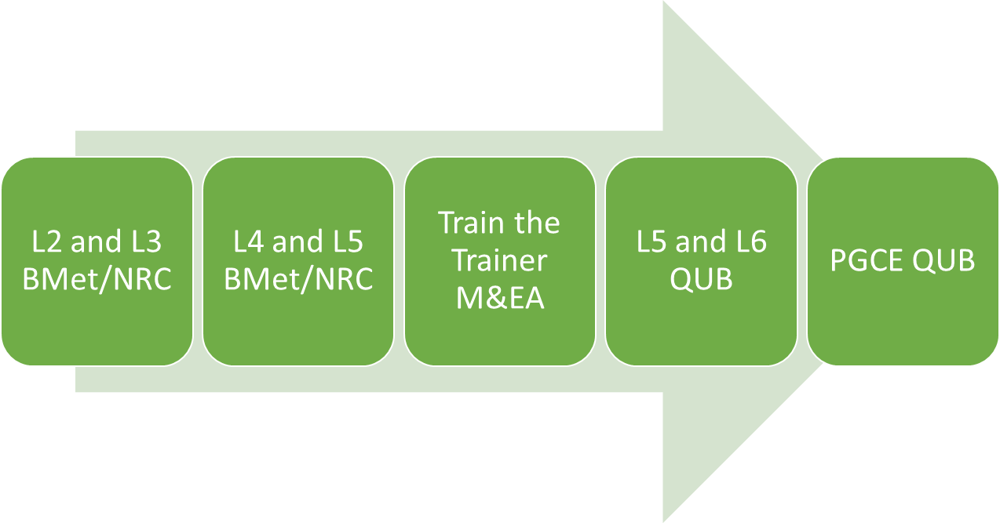 L2 and L3
BMet/NRC
L4 and L5
BMet/NRC
Train the
Trainer
M&EA
L5 and L6
QUB
PGCE QUB